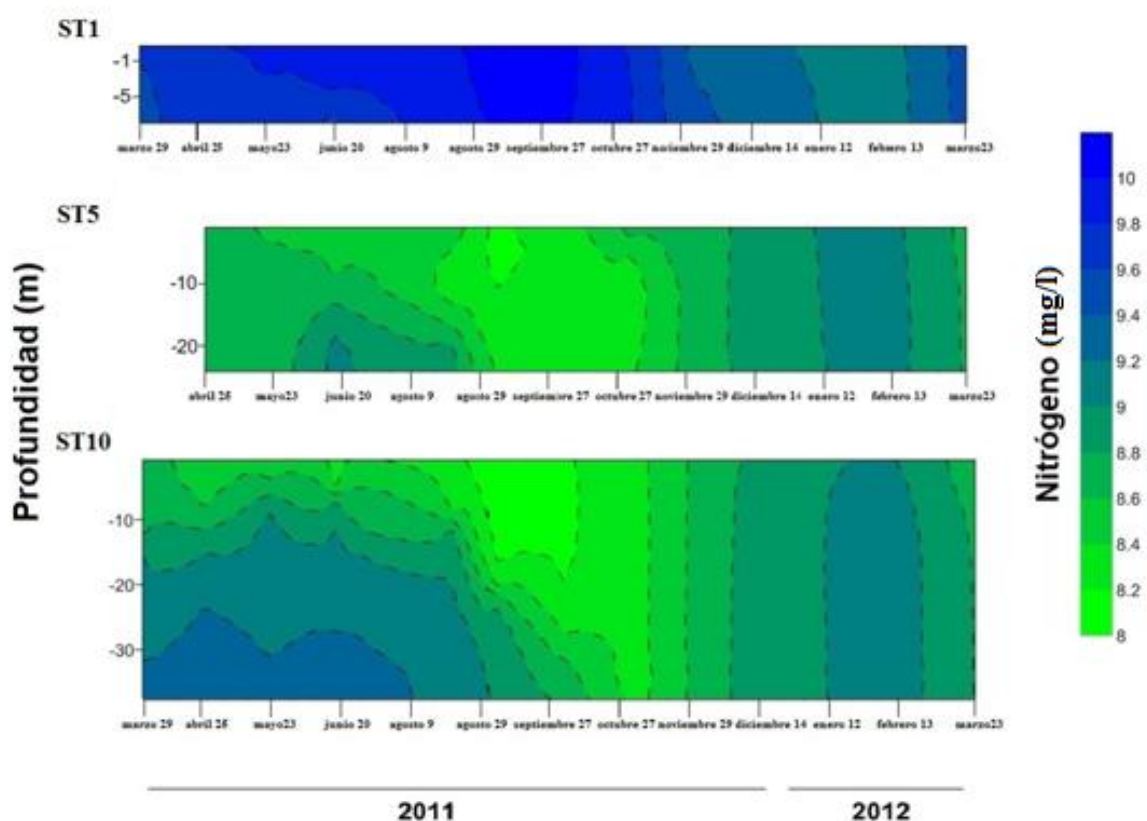 ST1
-1
-5
marzo 29 abril 25 mayo23 junio 20 agosto 9 agosto 29 septiembre 27 octubre 27 noviembre 29 diciembre 14 enero 12 febrero 13 marzo23
ST5
-10
-20
abril 26 mayo23 junio 20 agosto 9 agosto 29 septiembre 27 octubre 27 noviembre 29 diciembre 14 enero 12 febrero 13 marzo23
ST10
-10
-20
-30
marzo 29 abril 26 mayo23 junio 20 agosto 9 agosto 29 septiembre 27 octubre 27 noviembre 29 diciembre 14 enero 12 febrero 13 marzo23
2011 2012
Profundidad (m)
Nitrógeno (mg/l)
10
9.8
9.6
9.4
9.2
9
8.8
8.6
8.4
8.2
8